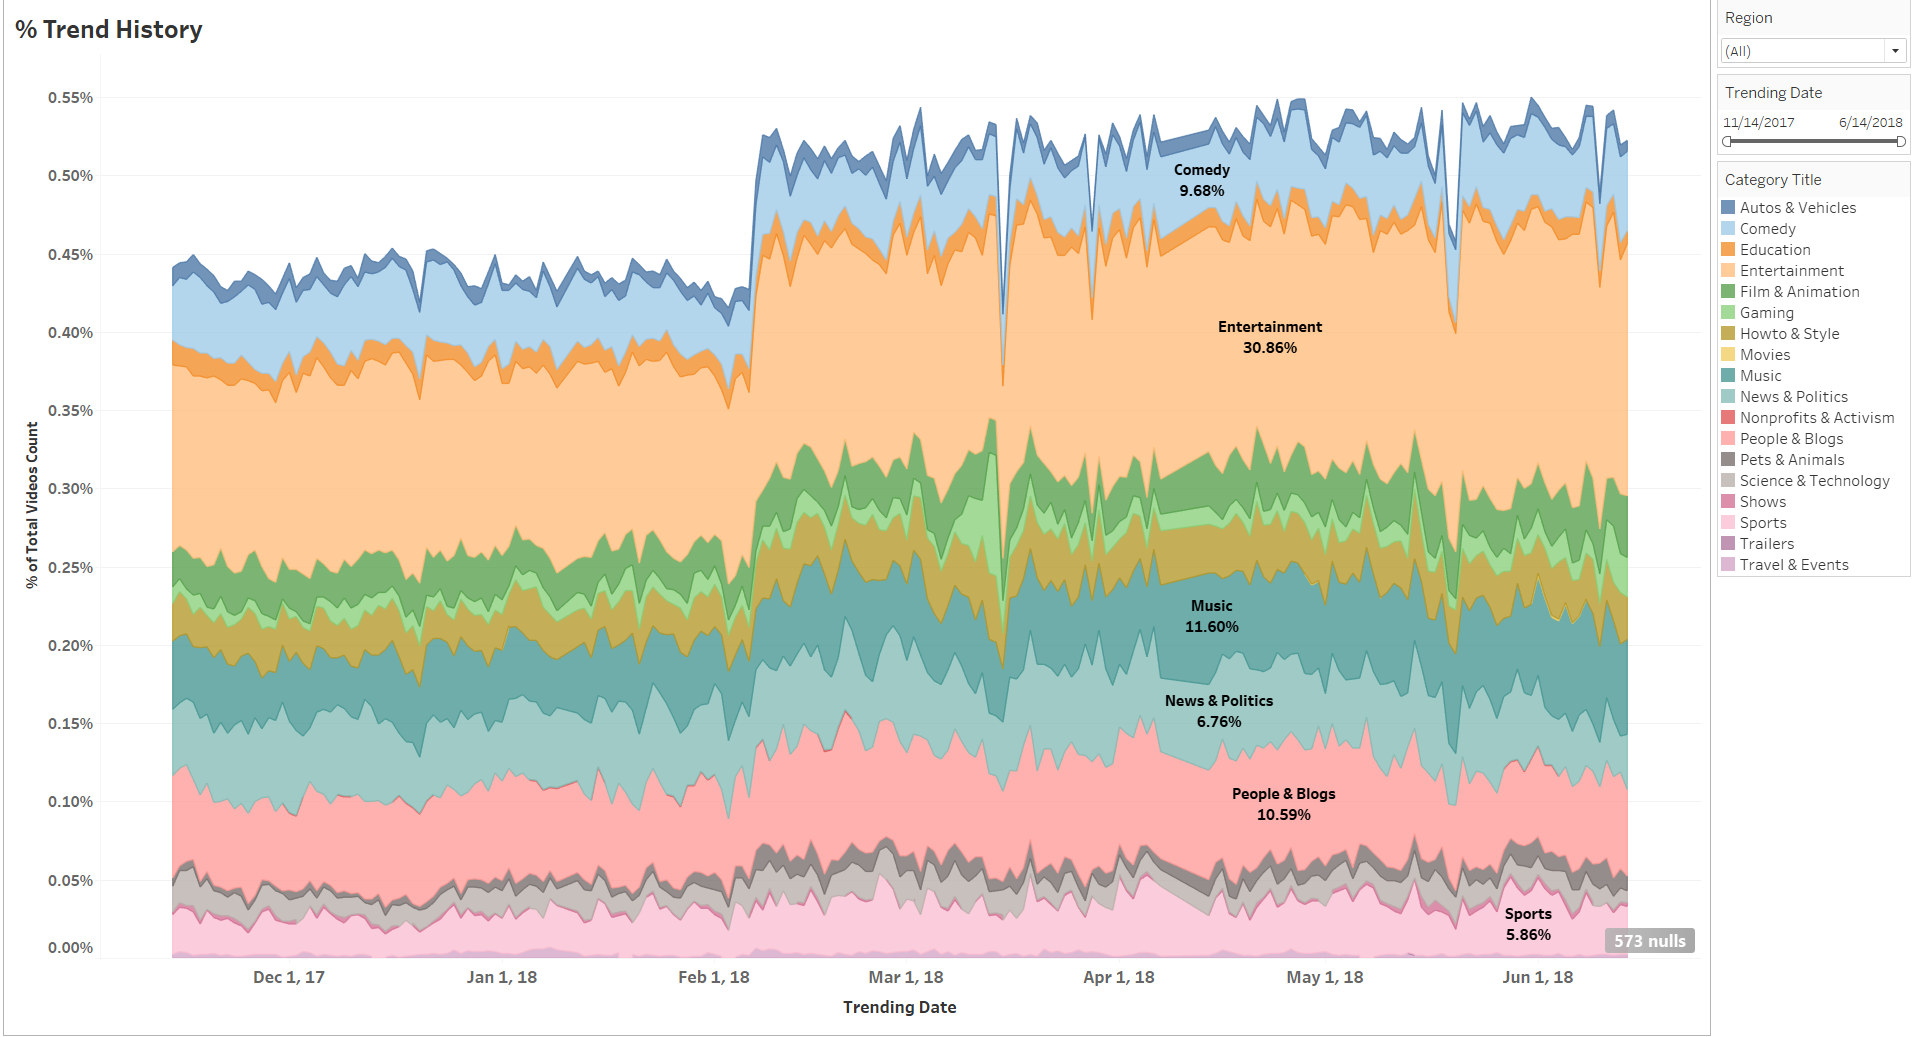 % Trend History
0.55%
0.50%
0.45%
0.40%
0.35%
0.30%
0.25%
0.20%
0.15%
0.10%
0.05%
0.00%
% of Total Videos Count
Comedy
9.68%
Entertainment
30.86%
Music
11.60%
News & Politics
6.76%
People & Blogs
10.59%
Sports
5.86%
573 nulls
Dec 1, 17
Jan 1, 18
Feb 1, 18
Mar 1, 18
Apr 1, 18
May 1, 18
Jun 1, 18
Trending Date
Region
(All)
Trending Date
11/14/2017
6/14/2018
Category Title
Autos & Vehicles
Comedy
Education
Entertainment
Film & Animation
Gaming
Howto & Style
Movies
Music
News & Politics
Nonprofits & Activism
People & Blogs
Pets & Animals
Science & Technology
Shows
Sports
Trailers
Travel & Events